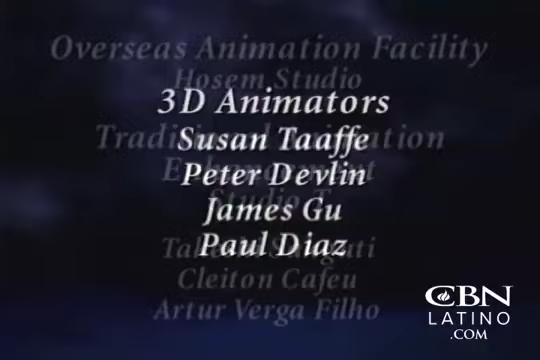 Overseas Animation Facility
Hosem Studio
3D Animators
Susan Taaffe
Peter Devlin
James Gu
Paul Diaz
Cleiton Cafeu
Artur Verga Filho
CBN
LATINO
.COM